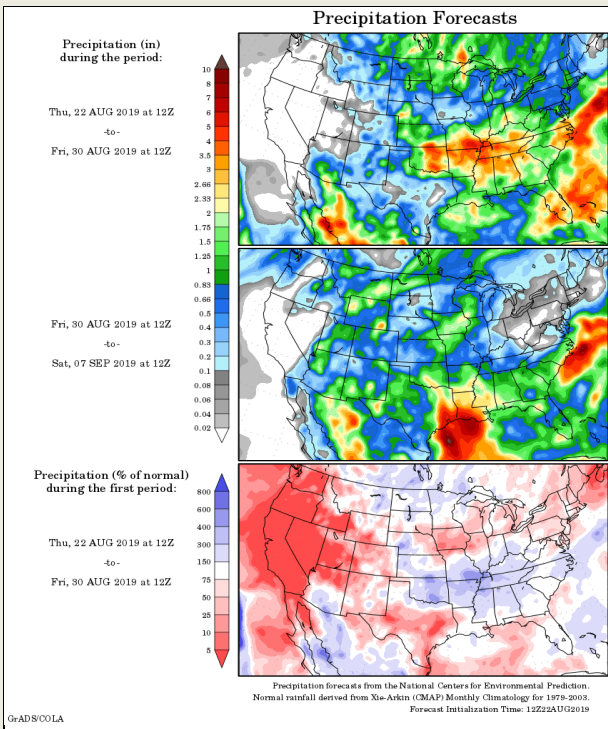 Precipitation Forecasts
Precipitation (in)
during the period:
Thu, 22 AUG 2019 at 12Z
-to-
Fri, 30 AUG 2019 at 12Z
10
8
7
6
5
4
3.5
3
2.66
2.33
2
1.75
1.5
1.25
1
0.83
0.66
0.5
0.4
0.3
0.2
0.1
0.08
0.06
0.04
0.02
Fri, 30 AUG 2019 at 12Z
-to-
Sat, 07 SEP 2019 at 12Z
Precipitation (% of normal)
during the first period:
Thu, 22 AUG 2019 at 12Z
-to-
Fri, 30 AUG 2019 at 12Z
800
600
400
300
150
75
50
25
10
5
Precipitation forecasts from the National Centers for Environmental Prediction.
Normal rainfall derived from Xie-Arkin (CMAP) Monthly Climatology for 1979-2003.
Forecast Initialization Time: 12Z22AUG2019
GrADS/COLA